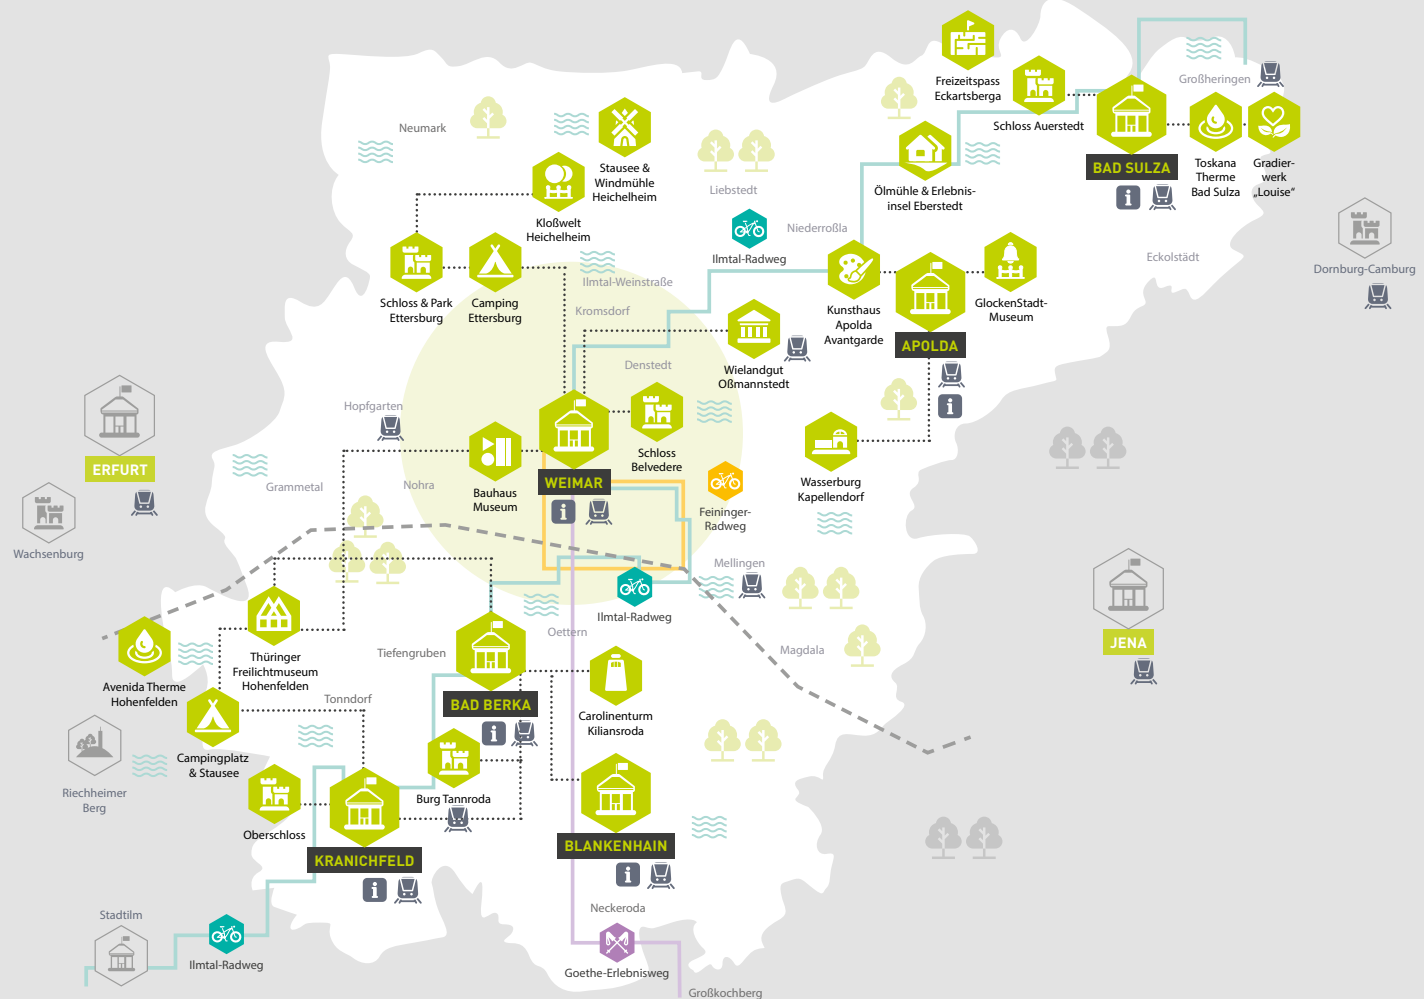 Freizeitspass
Eckartsberga
Schloss Auerstedt
Großheringen
BAD SULZA
i
Toskana
Therme
Bad Sulza
Gradier-
werk
„Louise“
Neumark
Stausee &
Windmühle
Heichelheim
Liebstedt
Ölmühle & Erlebnis-
insel Eberstedt
Kloßwelt
Heichelheim
Niederroßla
Ilmtal-Radweg
Eckolstädt
Dornburg-Camburg
Ilmtal-Weinstraße
Schloss & Park
Ettersburg
Camping
Ettersburg
Kromsdorf
Kunsthaus
Apolda
Avantgarde
GlockenStadt-
Museum
APOLDA
i
Denstedt
Wielandgut
Oßmannstedt
Hopfgarten
Schloss
Belvedere
ERFURT
Bauhaus
Museum
WEIMAR
i
Grammetal
Nohra
Wasserburg
Kapellendorf
Feininger-
Radweg
Wachsenburg
Mellingen
Ilmtal-Radweg
Oettern
JENA
Thüringer
Freilichtmuseum
Hohenfelden
Tiefengruben
Magdala
Avenida Therme
Hohenfelden
Tonndorf
BAD BERKA
i
Carolinenturm
Kiliansroda
Campingplatz
& Stausee
Riechheimer
Berg
Burg Tannroda
Oberschloss
KRANICHFELD
i
BLANKENHAIN
i
Neckeroda
Stadtilm
Ilmtal-Radweg
Goethe-Erlebnisweg
Großkochberg